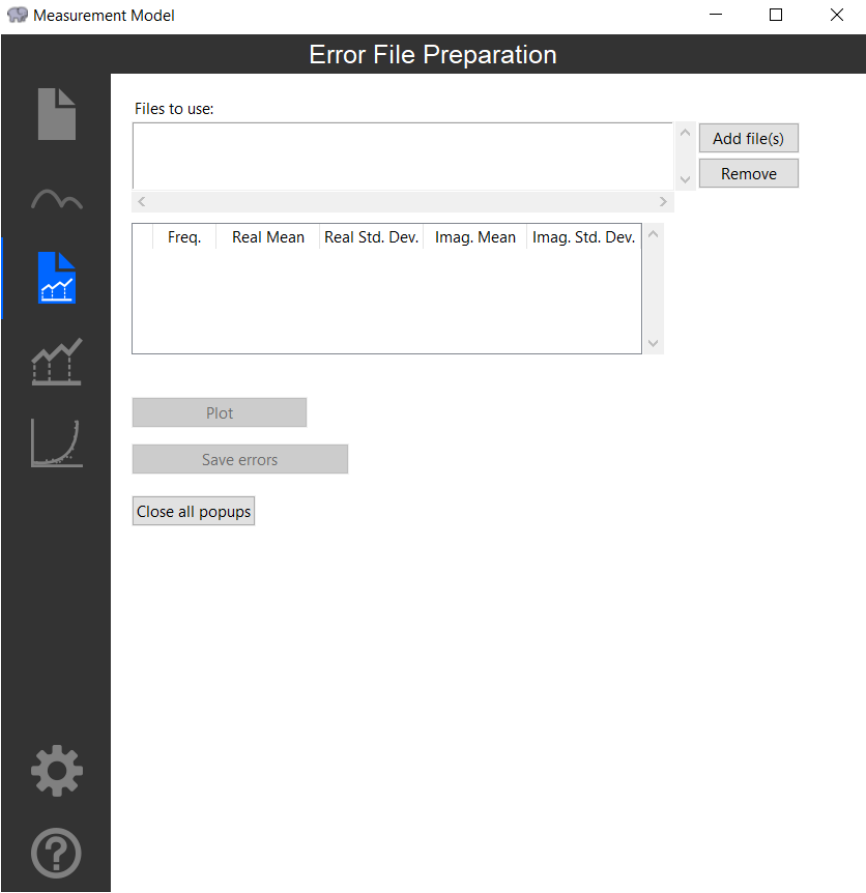 Measurement Model
Error File Preparation
Files to use:
Add file(s)
Remove
Freq. Real Mean Real Std. Dev. Imag. Mean Imag. Std. Dev.
Plot
Save errors
Close all popups
?